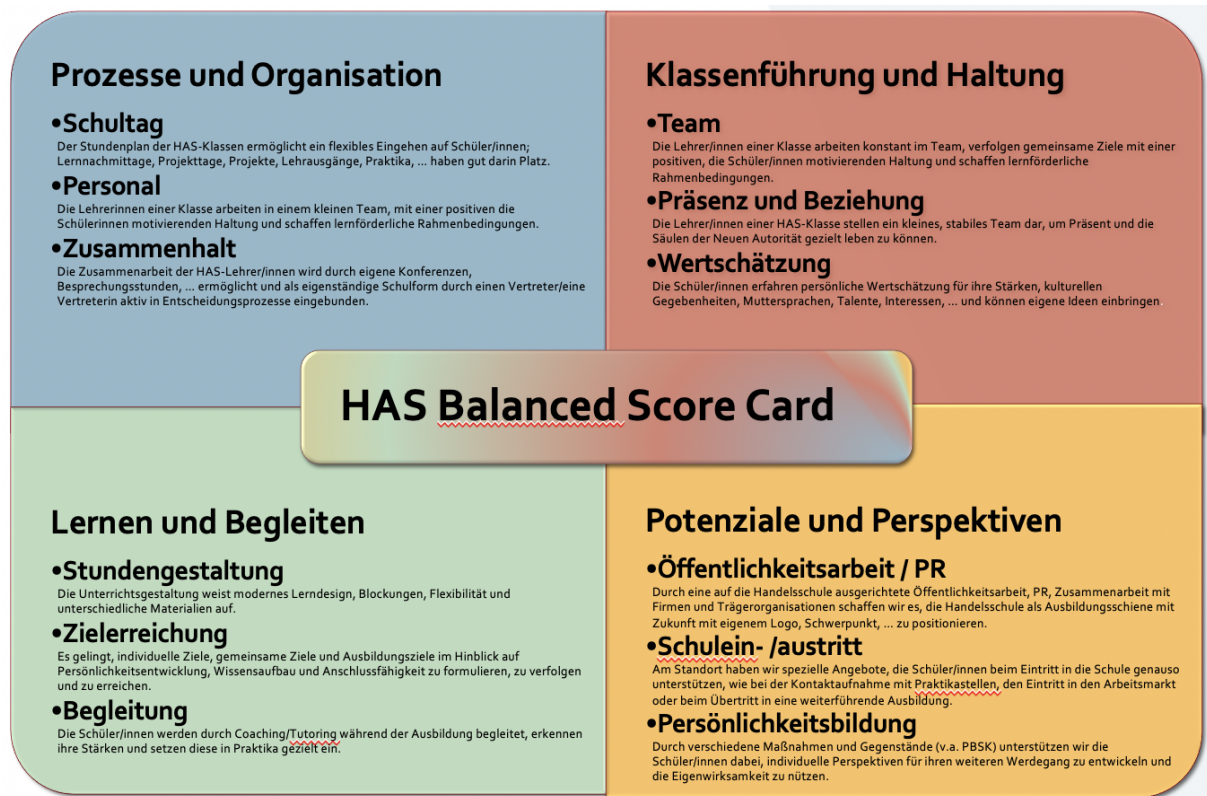 Prozesse und Organisation
•Schultag
Der Stundenplan der HAS-Klassen ermöglicht ein flexibles Eingehen auf Schüler/innen;
Lernnachmittage, Projekttage, Projekte, Lehrausgänge, Praktika, ... haben gut darin Platz.
•Personal
Die Lehrerinnen einer Klasse arbeiten in einem kleinen Team, mit einer positiven die
Schülerinnen motivierenden Haltung und schaffen lernförderliche Rahmenbedingungen.
•Zusammenhalt
Die Zusammenarbeit der HAS-Lehrer/innen wird durch eigene Konferenzen,
Besprechungsstunden, ... ermöglicht und als eigenständige Schulform durch einen Vertreter/eine
Vertreterin aktiv in Entscheidungsprozesse eingebunden.
Klassenführung und Haltung
•Team
Die Lehrer/innen einer Klasse arbeiten konstant im Team, verfolgen gemeinsame Ziele mit einer
positiven, die Schüler/innen motivierenden Haltung und schaffen lernförderliche
Rahmenbedingungen.
•Präsenz und Beziehung
Die Lehrer/innen einer HAS-Klasse stellen ein kleines, stabiles Team dar, um Präsent und die
Säulen der Neuen Autorität gezielt leben zu können.
•Wertschätzung
Die Schüler/innen erfahren persönliche Wertschätzung für ihre Stärken, kulturellen
Gegebenheiten, Muttersprachen, Talente, Interessen, ... und können eigene Ideen einbringen.
HAS Balanced Score Card
Lernen und Begleiten
•Stundengestaltung
Die Unterrichtsgestaltung weist modernes Lerndesign, Blockungen, Flexibilität und
unterschiedliche Materialien auf.
•Zielerreichung
Es gelingt, individuelle Ziele, gemeinsame Ziele und Ausbildungsziele im Hinblick auf
Persönlichkeitsentwicklung, Wissensaufbau und Anschlussfähigkeit zu formulieren, zu verfolgen
und zu erreichen.
•Begleitung
Die Schüler/innen werden durch Coaching/Tutoring während der Ausbildung begleitet, erkennen
ihre Stärken und setzen diese in Praktika gezielt ein.
Potenziale und Perspektiven
•Öffentlichkeitsarbeit / PR
Durch eine auf die Handelsschule ausgerichtete Öffentlichkeitsarbeit, PR, Zusammenarbeit mit
Firmen und Trägerorganisationen schaffen wir es, die Handelsschule als Ausbildungsschiene mit
Zukunft mit eigenem Logo, Schwerpunkt, ... zu positionieren.
•Schulein- /austritt
Am Standort haben wir spezielle Angebote, die Schüler/innen beim Eintritt in die Schule genauso
unterstützen, wie bei der Kontaktaufnahme mit Praktikastellen, den Eintritt in den Arbeitsmarkt
oder beim Übertritt in eine weiterführende Ausbildung.
•Persönlichkeitsbildung
Durch verschiedene Maßnahmen und Gegenstände (v.a. PBSK) unterstützen wir die
Schüler/innen dabei, individuelle Perspektiven für ihren weiteren Werdegang zu entwickeln und
die Eigenwirksamkeit zu nützen.